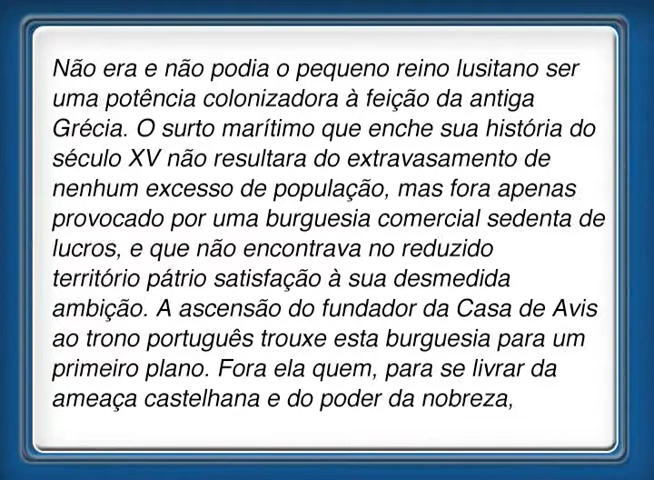 Não era e não podia o pequeno reino lusitano ser
uma potência colonizadora à feição da antiga
Grécia. O surto marítimo que enche sua história do
século XV não resultara do extravasamento de
nenhum excesso de população, mas fora apenas
provocado por uma burguesia comercial sedenta de
lucros, e que não encontrava no reduzido
território pátrio satisfação à sua desmedida
ambição. A ascensão do fundador da Casa de Avis
ao trono português trouxe esta burguesia para um
primeiro plano. Fora ela quem, para se livrar da
ameaça castelhana e do poder da nobreza,